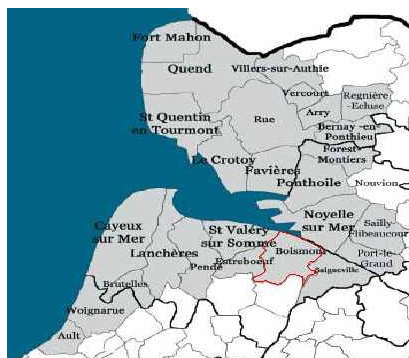 Fort Mahon
Quend
Villers-sur-Authie
Vercourt
Regnière
-Ecluse
Arry
St Quentin
en Tourmont
Rue
Bernay -en-
Ponthieu
Forest
Montiers
Le Crotoy
Favières
Ponthoile
Nouvion
Noyelle
sur Mer
Sailly
Flibeaucour
Cayeux
sur Mer
St Valéry
sur Somme
Boismont
Port-le
Grand
Lanchères
Estreboeuf
Pendé
Saigneville
Brutelles
Woignarue
Ault